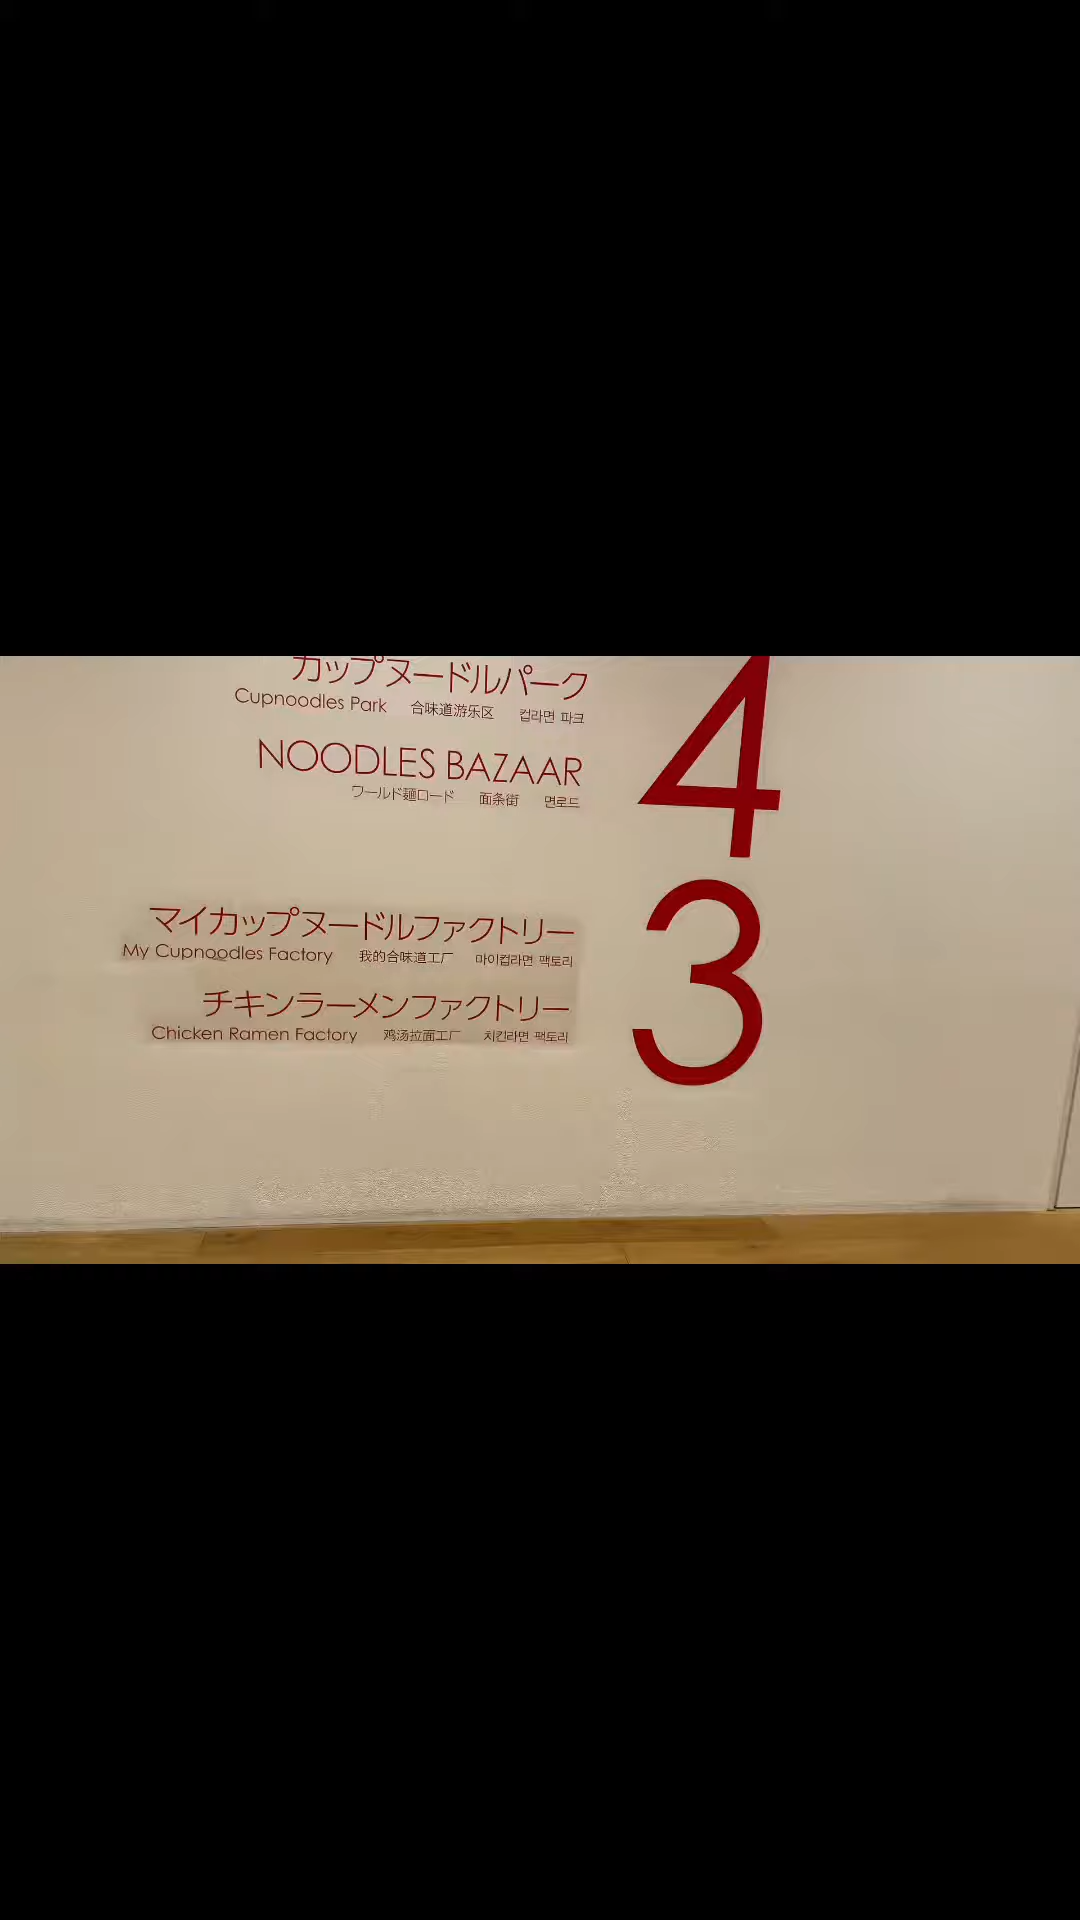 カップヌードルパーク
Cupnoodles Park 合味道游乐区 컵라면 파크
NOODLES BAZAAR
ワールド麺ロード 面条街 면로드
4
マイカップヌードルファクトリー
My Cupnoodles Factory 我的合味道工厂 마이컵라면 팩토리
チキンラーメンファクトリー
Chicken Ramen Factory 鸡汤拉面工厂 치킨라면 팩토리
3